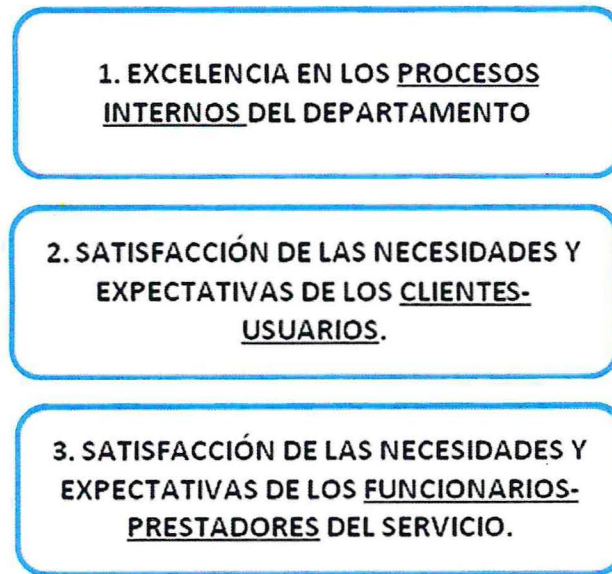 1. EXCELENCIA EN LOS PROCESOS
INTERNOS DEL DEPARTAMENTO
2. SATISFACCIÓN DE LAS NECESIDADES Y
EXPECTATIVAS DE LOS CLIENTES-
USUARIOS.
3. SATISFACCIÓN DE LAS NECESIDADES Y
EXPECTATIVAS DE LOS FUNCIONARIOS-
PRESTADORES DEL SERVICIO.